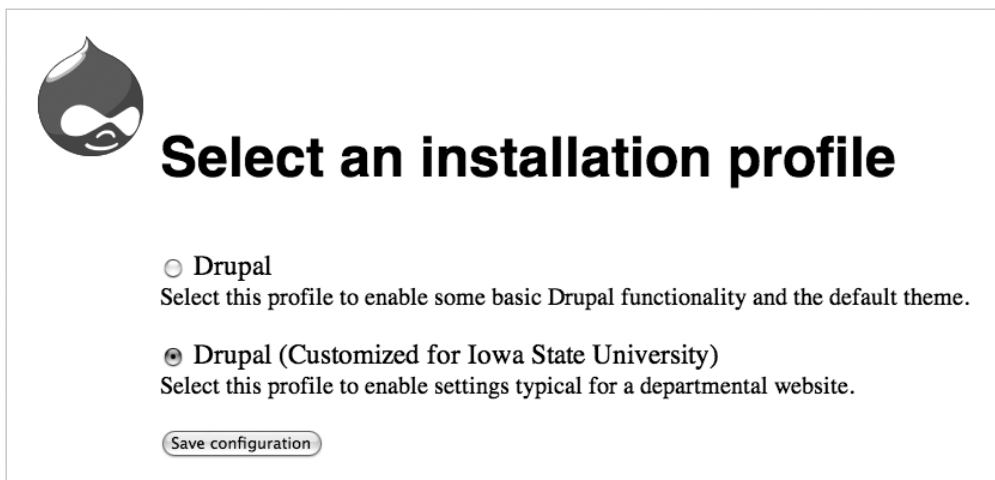 Select an installation profile
Drupal
Select this profile to enable some basic Drupal functionality and the default theme.
Drupal (Customized for Iowa State University)
Select this profile to enable settings typical for a departmental website.
Save configuration